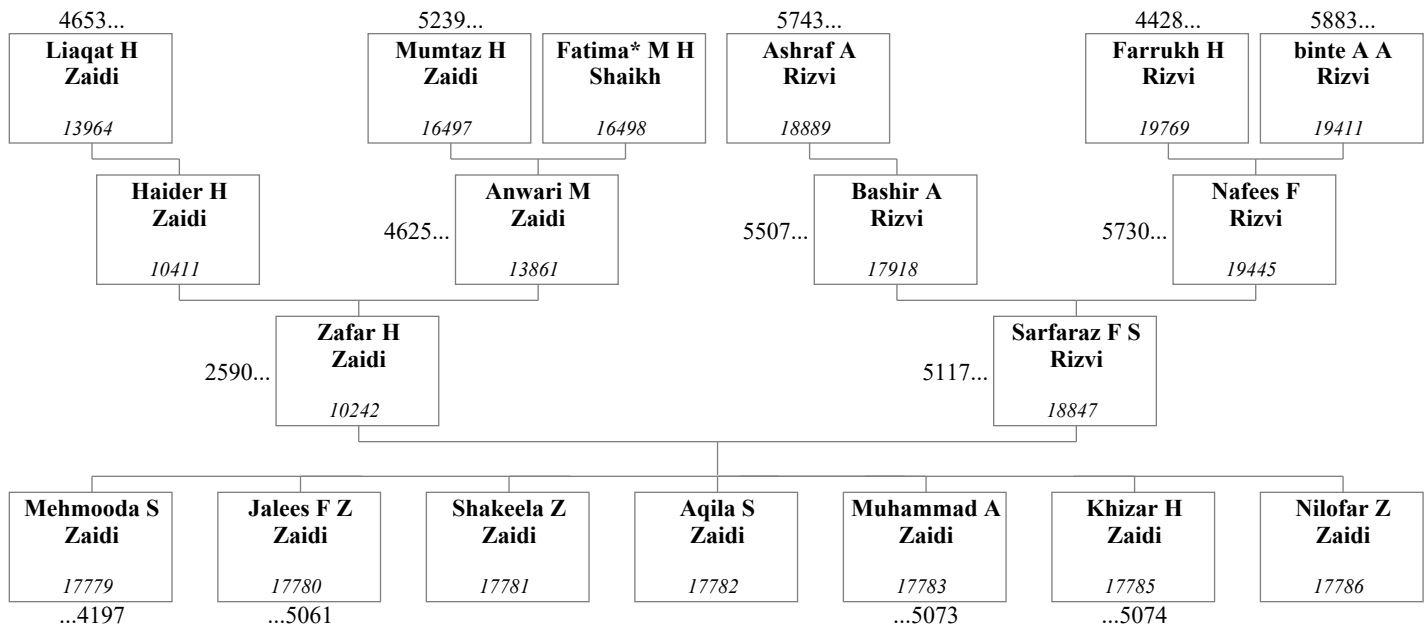 4653...
5239...
5743...
4428...
5883...
Liaqat H
Zaidi
13964
Mumtaz H
Zaidi
16497
Fatima* M H
Shaikh
16498
Ashraf A
Rizvi
18889
Farrukh H
Rizvi
19769
binte A A
Rizvi
19411
Haider H
Zaidi
10411
4625...
Anwari M
Zaidi
13861
5507...
Bashir A
Rizvi
17918
5730...
Nafees F
Rizvi
19445
2590...
Zafar H
Zaidi
10242
5117...
Sarfaraz F S
Rizvi
18847
Mehmooda S
Zaidi
17779
...4197
Jalees F Z
Zaidi
17780
...5061
Shakeela Z
Zaidi
17781
Aqila S
Zaidi
17782
Muhammad A
Zaidi
17783
...5073
Khizar H
Zaidi
17785
...5074
Nilofar Z
Zaidi
17786